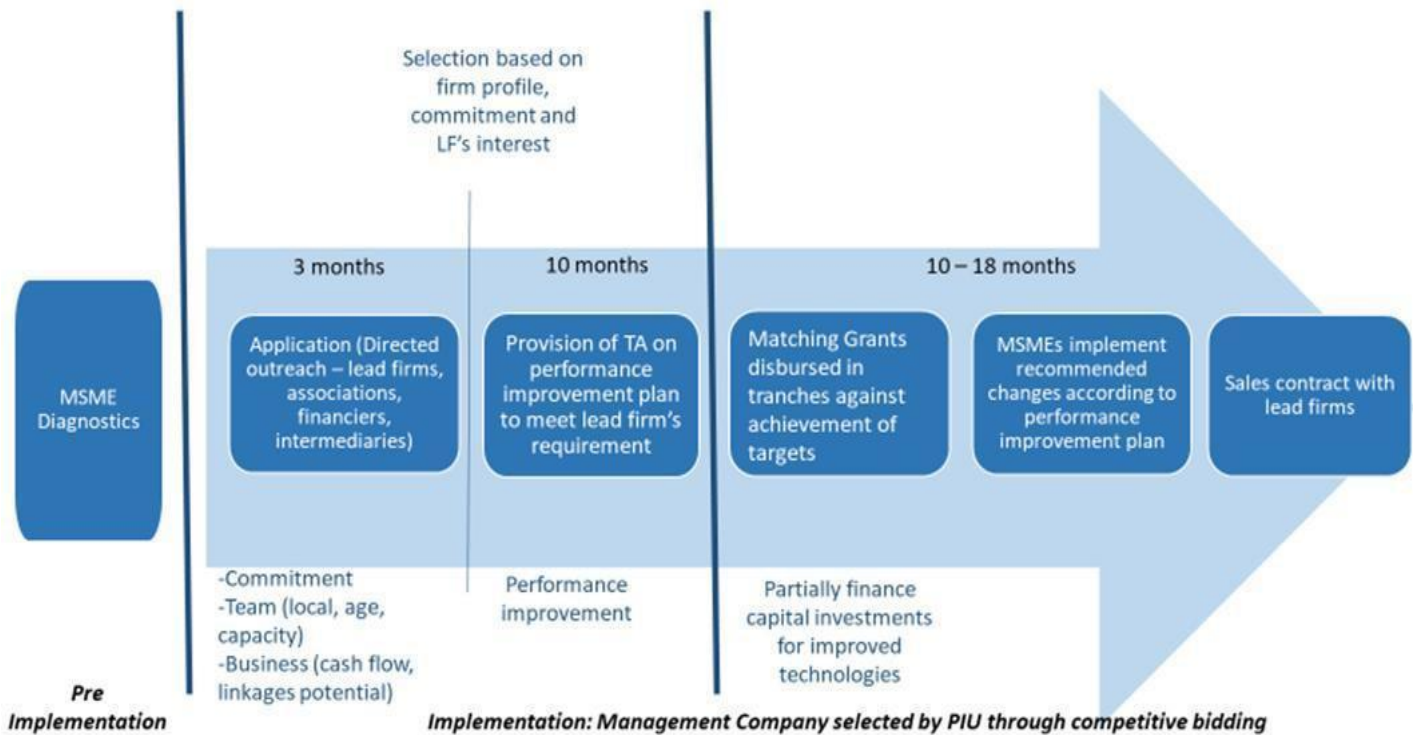 Selection based on
firm profile,
commitment and
LF's interest
3 months
10 months
10 – 18 months
MSME
Diagnostics
Application (Directed
outreach – lead firms,
associations,
financiers,
intermediaries)
Provision of TA on
performance
improvement plan
to meet lead firm's
requirement
Matching Grants
disbursed in
tranches against
achievement of
targets
MSMEs implement
recommended
changes according to
performance
improvement plan
Sales contract with
lead firms
-Commitment
-Team (local, age,
capacity)
-Business (cash flow,
linkages potential)
Performance
improvement
Partially finance
capital investments
for improved
technologies
Pre
Implementation
Implementation: Management Company selected by PIU through competitive bidding